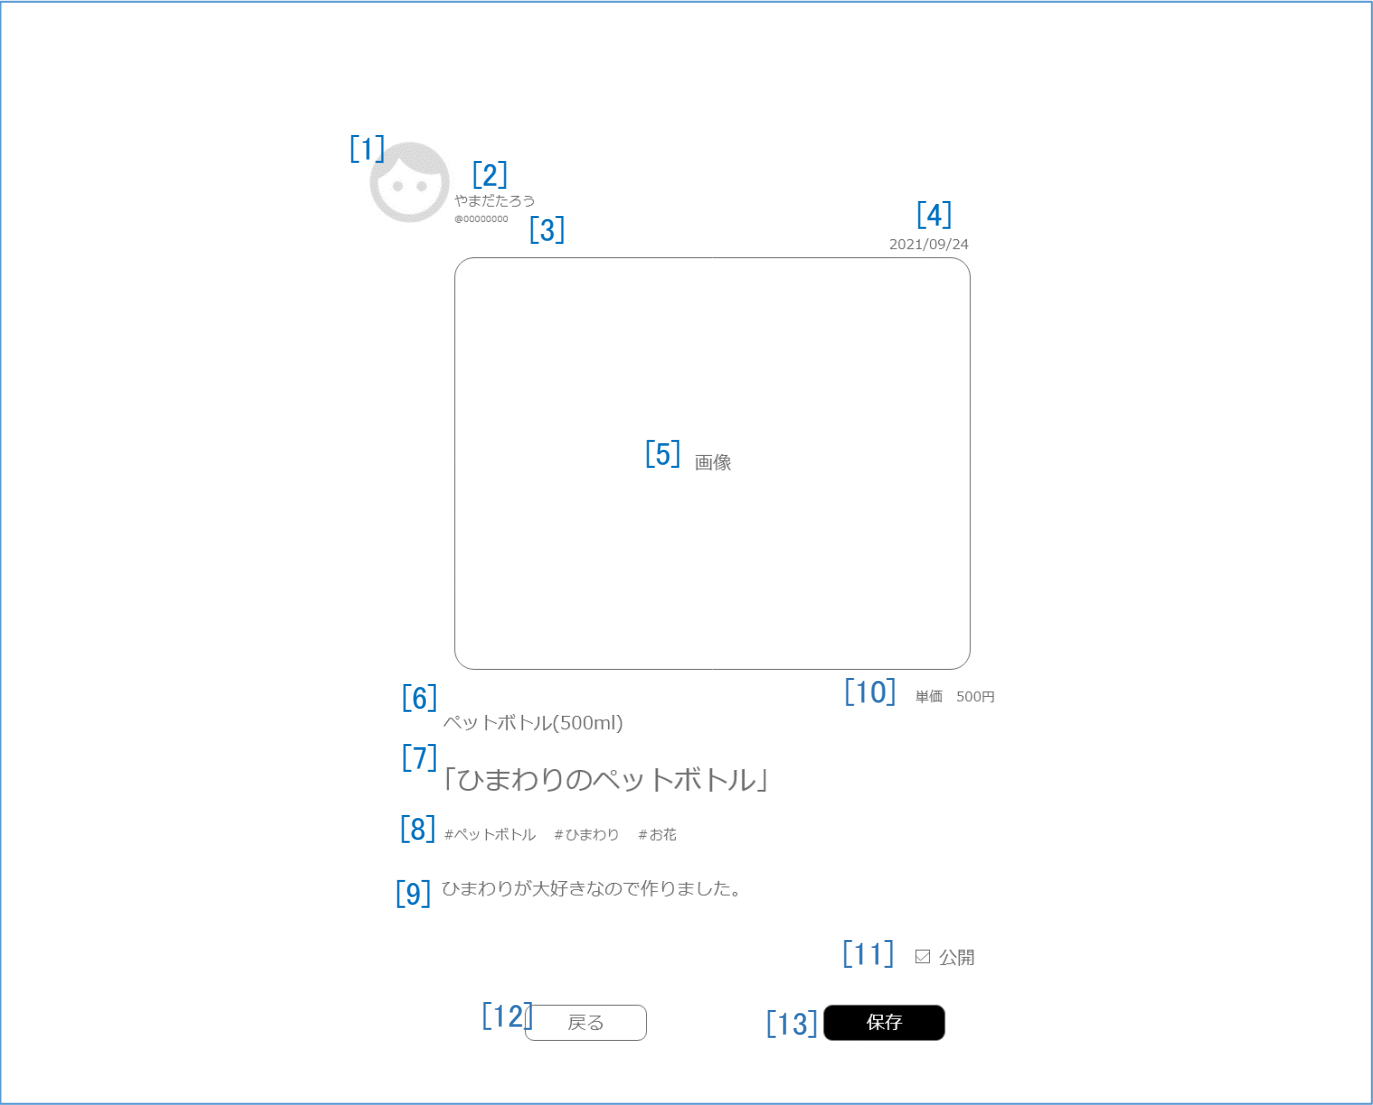 [1]
[2]
やまだたろう
@oooooooo
[3]
[4]
2021/09/24
[5] 画像
[6]
ペットボトル(500ml)
[10] 単価 500円
[7]
「ひまわりのペットボトル」
[8] #ペットボトル #ひまわり #お花
[9] ひまわりが大好きなので作りました。
[11] ☑ 公開
[12] 戻る
[13] 保存